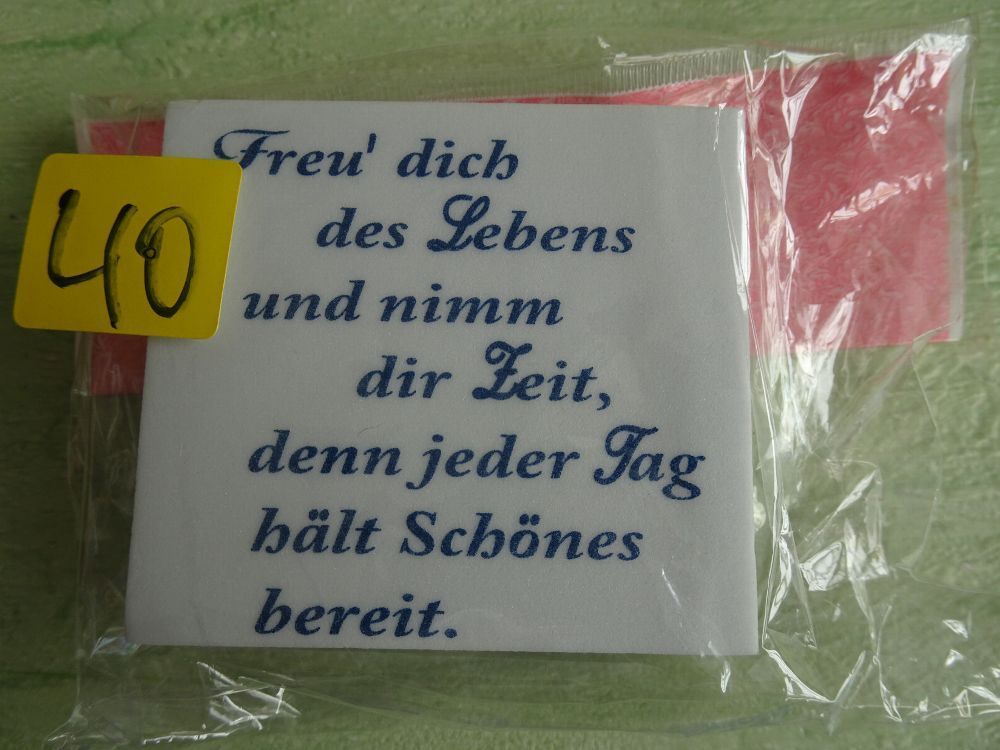 Freu' dich
des Lebens
und nimm
dir Zeit,
denn jeder Tag
hält Schönes
bereit.
40